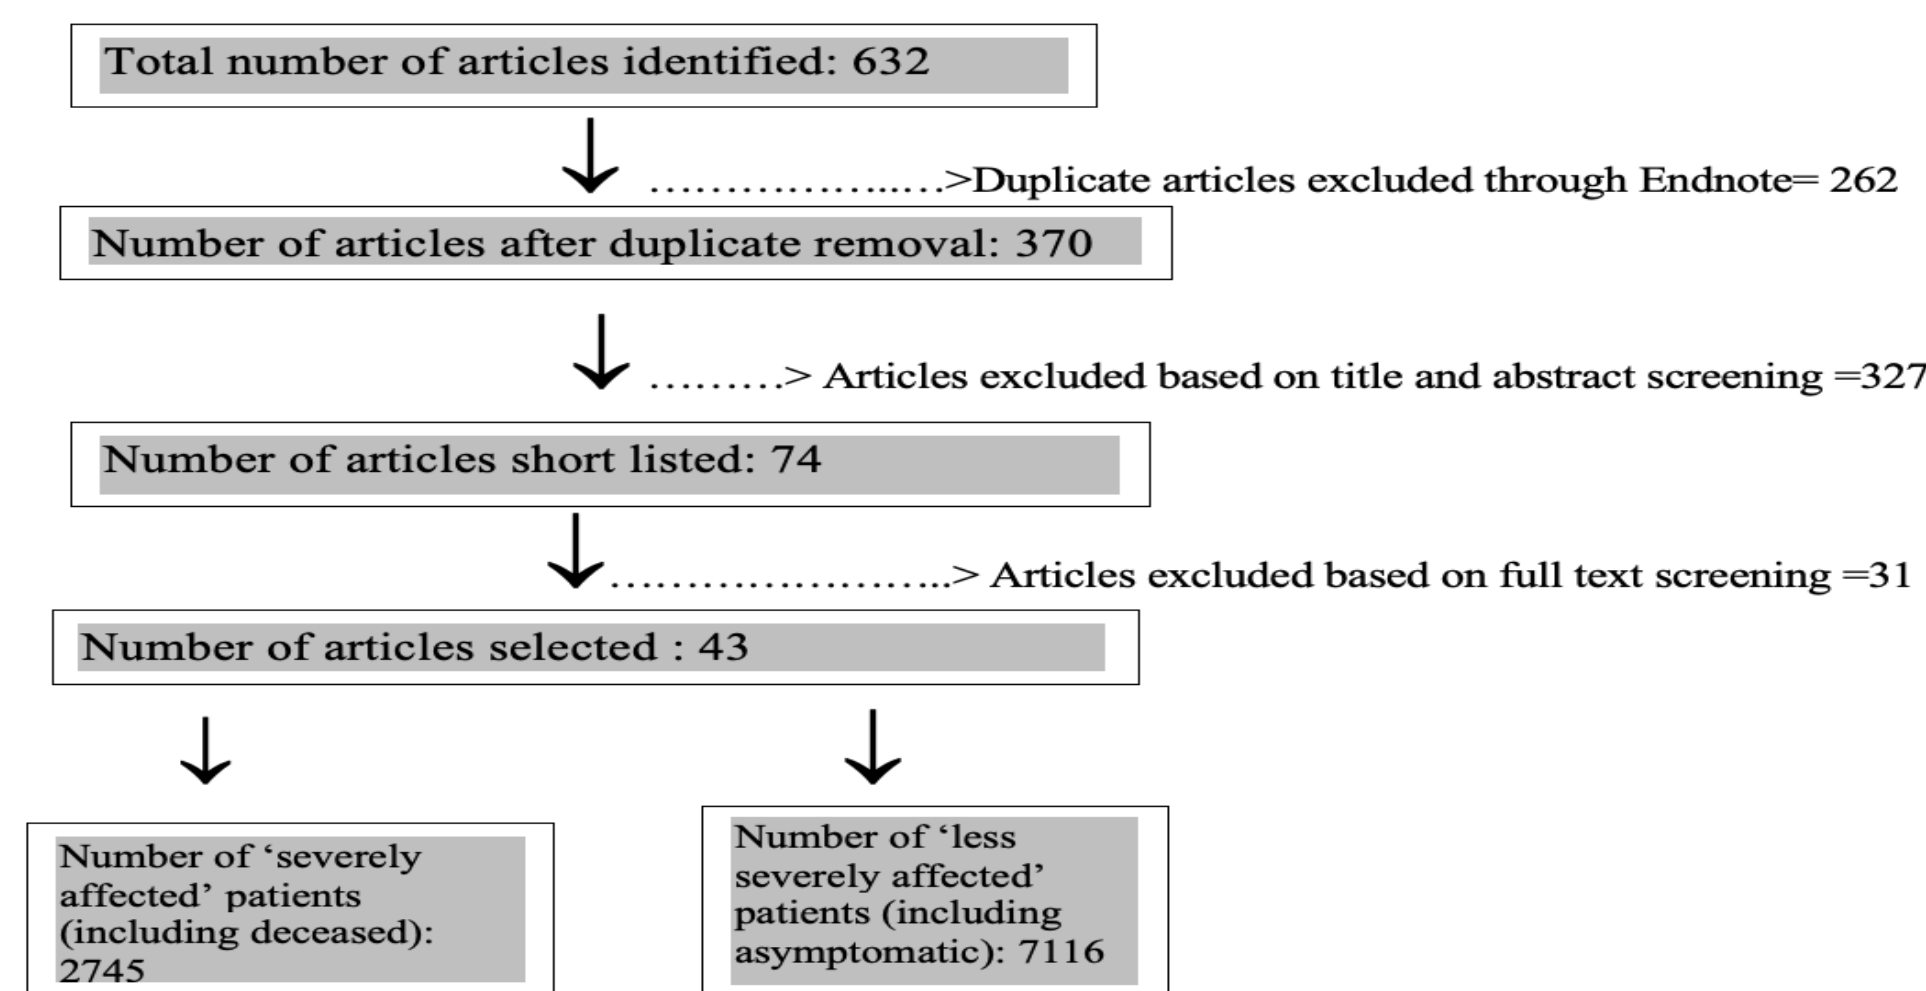 Total number of articles identified: 632
………………...….>Duplicate articles excluded through Endnote= 262
Number of articles after duplicate removal: 370
………> Articles excluded based on title and abstract screening =327
Number of articles short listed: 74
…………………..> Articles excluded based on full text screening =31
Number of articles selected : 43
Number of ‘severely
affected’ patients
(including deceased):
2745
Number of ‘less
severely affected’
patients (including
asymptomatic): 7116